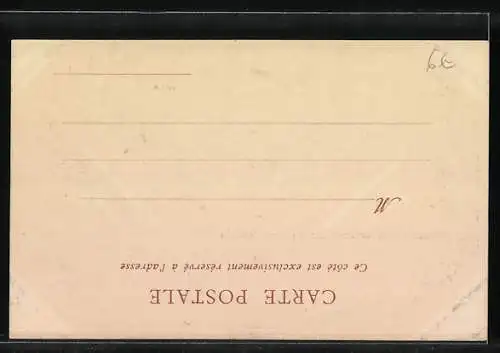 CARTE POSTALE
Ce côté est exclusivement réservé à l'adresse
M